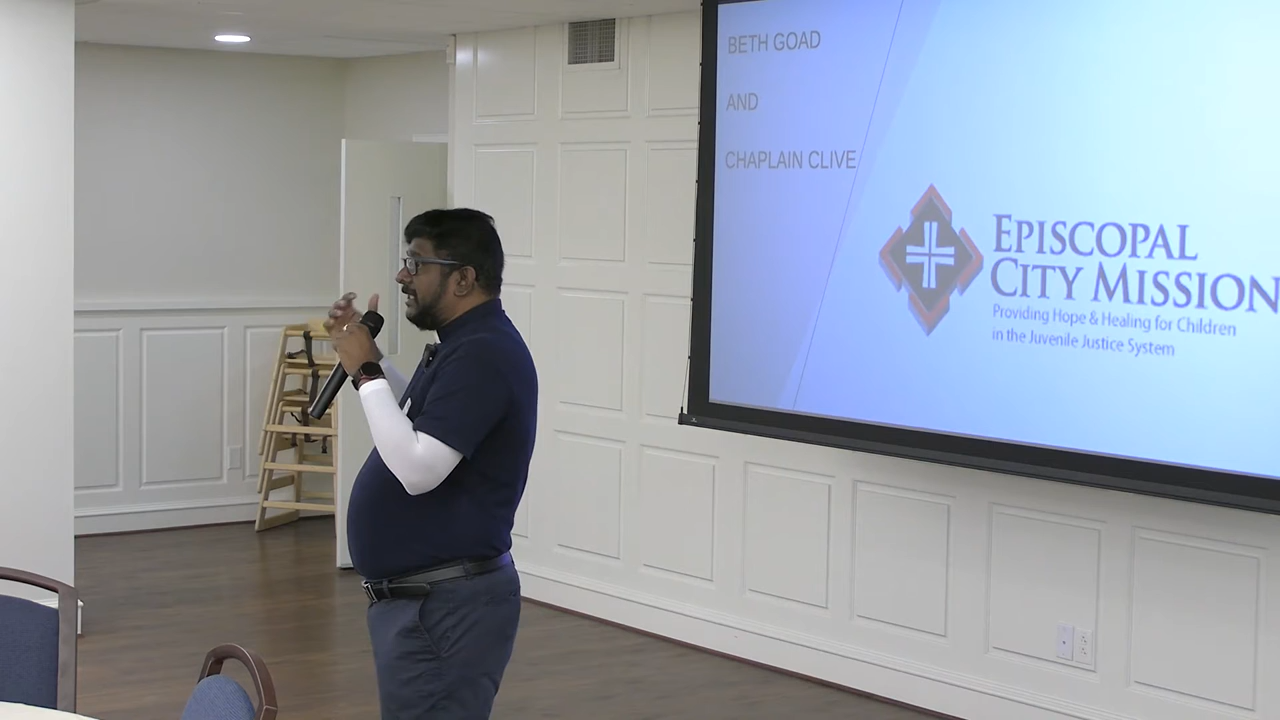 BETH GOAD
AND
CHAPLAIN CLIVE
EPISCOPAL
CITY MISSION
Providing Hope & Healing for Children
in the Juvenile Justice System